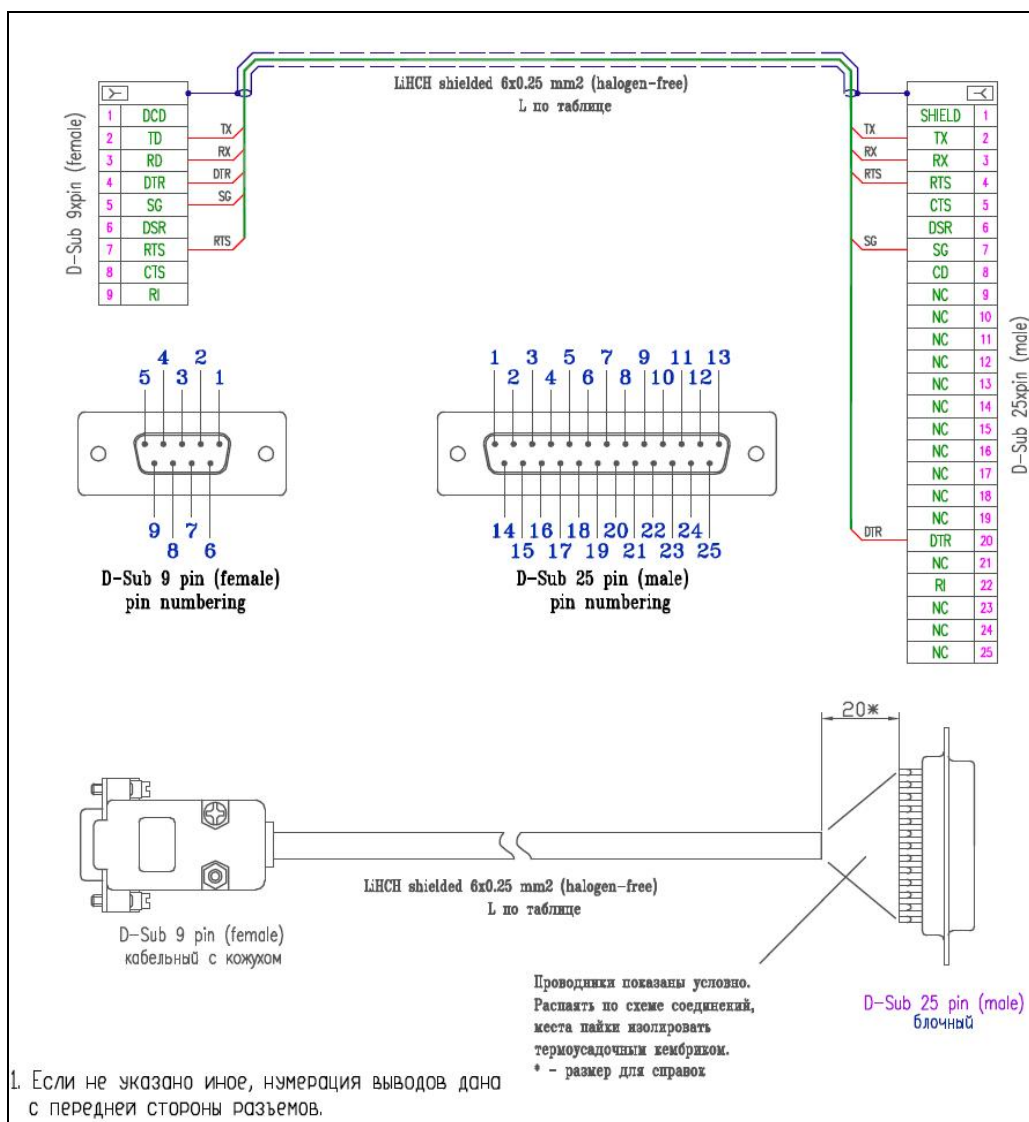 LiHCH shielded 6x0.25 mm2 (halogen-free)
L по таблице
D-Sub 9xpin (female)
1 DCD
2 TD TX
3 RD RX
4 DTR DTR
5 SG SG
6 DSR
7 RTS RTS
8 CTS
9 RI
SHIELD 1
TX TX 2
RX RX 3
RTS RTS 4
CTS 5
DSR 6
SG SG 7
CD 8
NC 9
NC 10
NC 11
NC 12
NC 13
NC 14
NC 15
NC 16
NC 17
NC 18
NC 19
DTR DTR 20
NC 21
RI 22
NC 23
NC 24
NC 25
D-Sub 25xpin (male)
4 2
5 3 1
9 7
8 6
D-Sub 9 pin (female)
pin numbering
1 3 5 7 9 11 13
2 4 6 8 10 12
14 16 18 20 22 24
15 17 19 21 23 25
D-Sub 25 pin (male)
pin numbering
20*
LiHCH shielded 6x0.25 mm2 (halogen-free)
L по таблице
D-Sub 9 pin (female)
кабельный с кожухом
Проводники показаны условно.
Распаять по схеме соединений,
места пайки изолировать
термоусадочным кембриком.
* - размер для справок
D-Sub 25 pin (male)
блочный
1. Если не указано иное, нумерация выводов дана
с передней стороны разъемов.